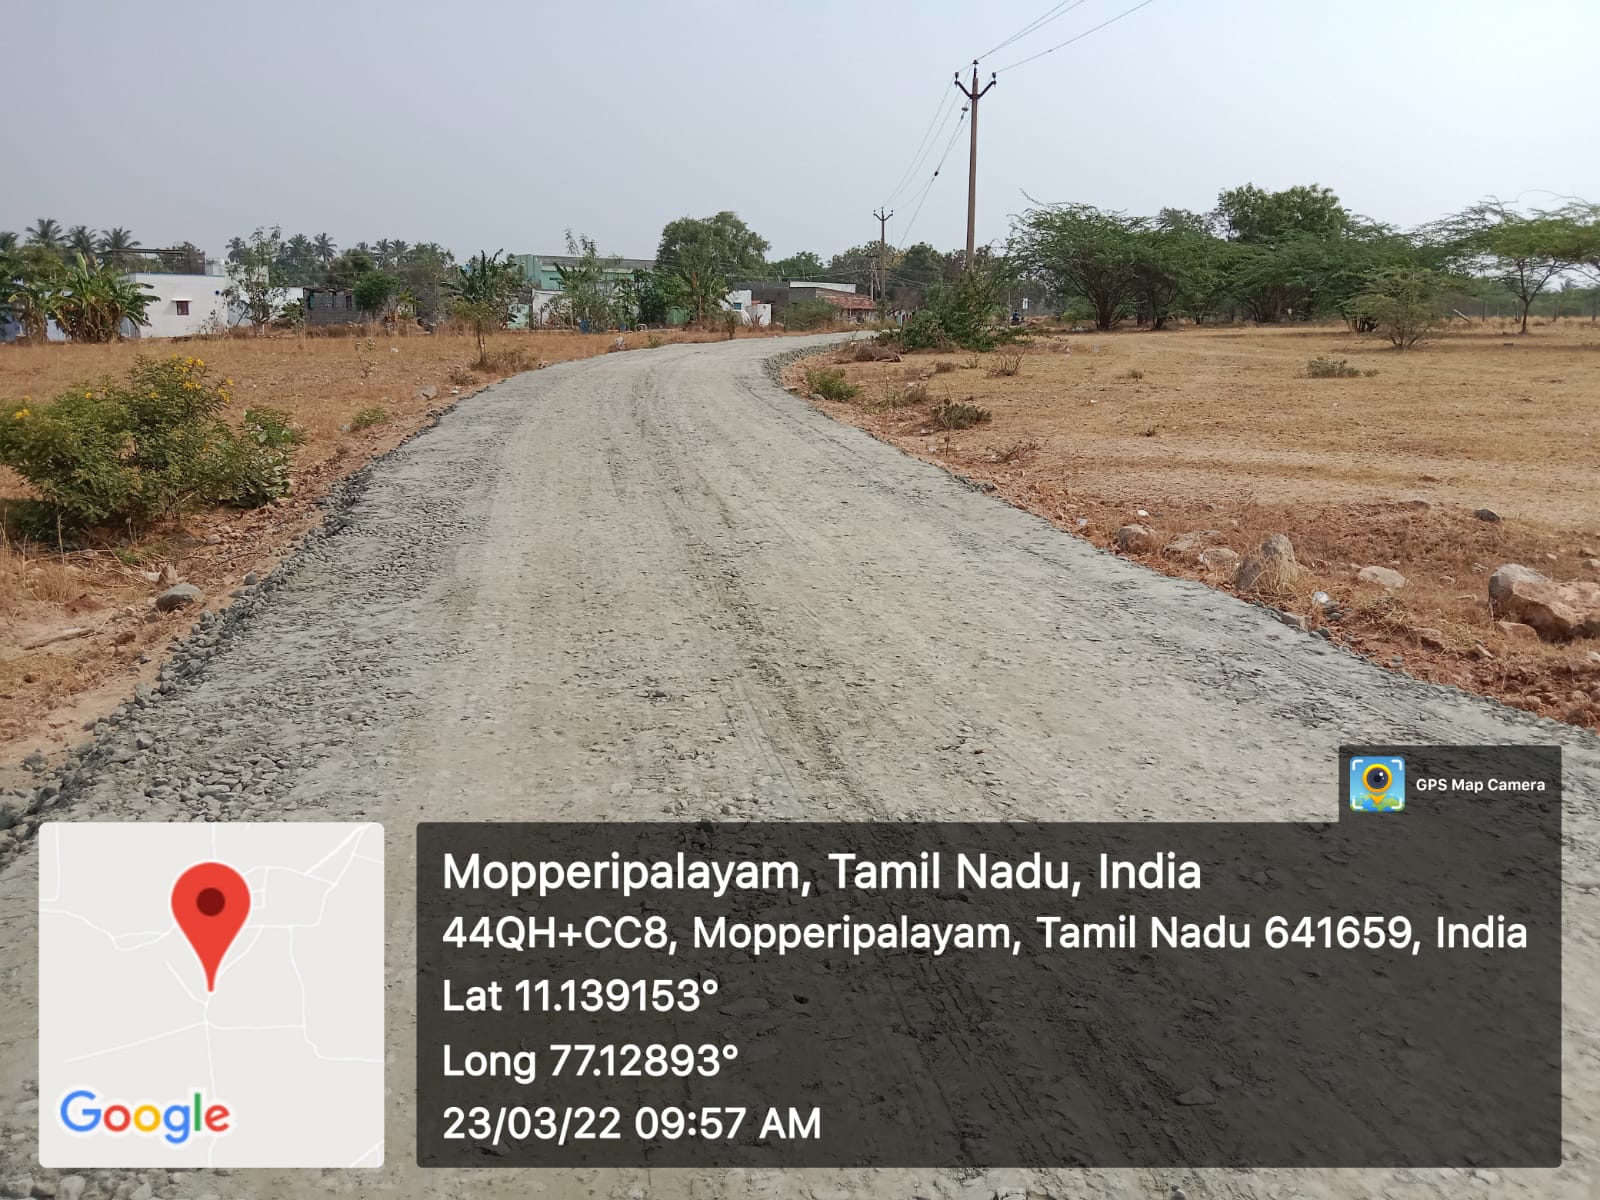 GPS Map Camera
Mopperipalayam, Tamil Nadu, India
44QH+CC8, Mopperipalayam, Tamil Nadu 641659, India
Lat 11.139153°
Long 77.12893°
23/03/22 09:57 AM
Google